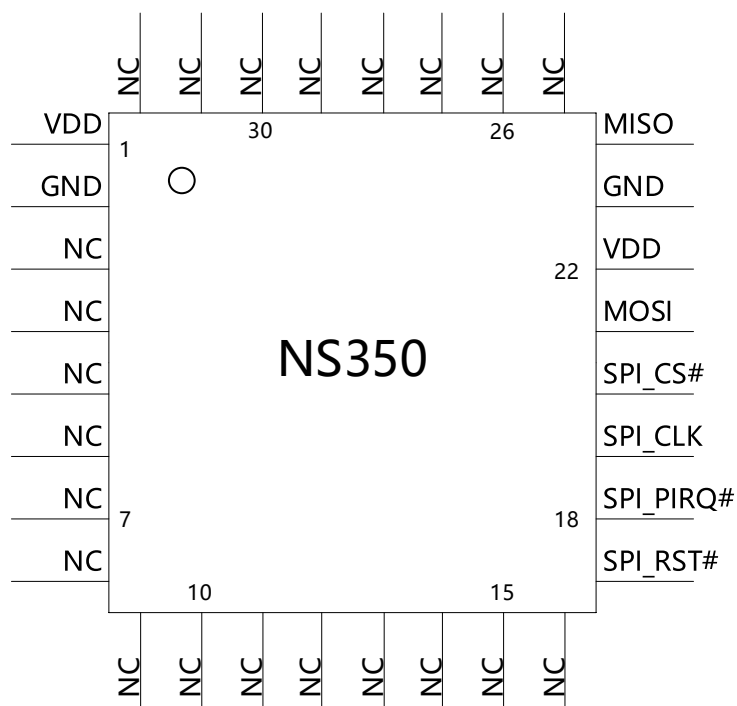 NC NC NC NC NC NC NC NC
30 26
VDD MISO
1
GND GND
NC VDD
22
NC MOSI
NS350
NC SPI_CS#
NC SPI_CLK
NC 7 18 SPI_PIRQ#
NC SPI_RST#
10 15
NC NC NC NC NC NC NC NC